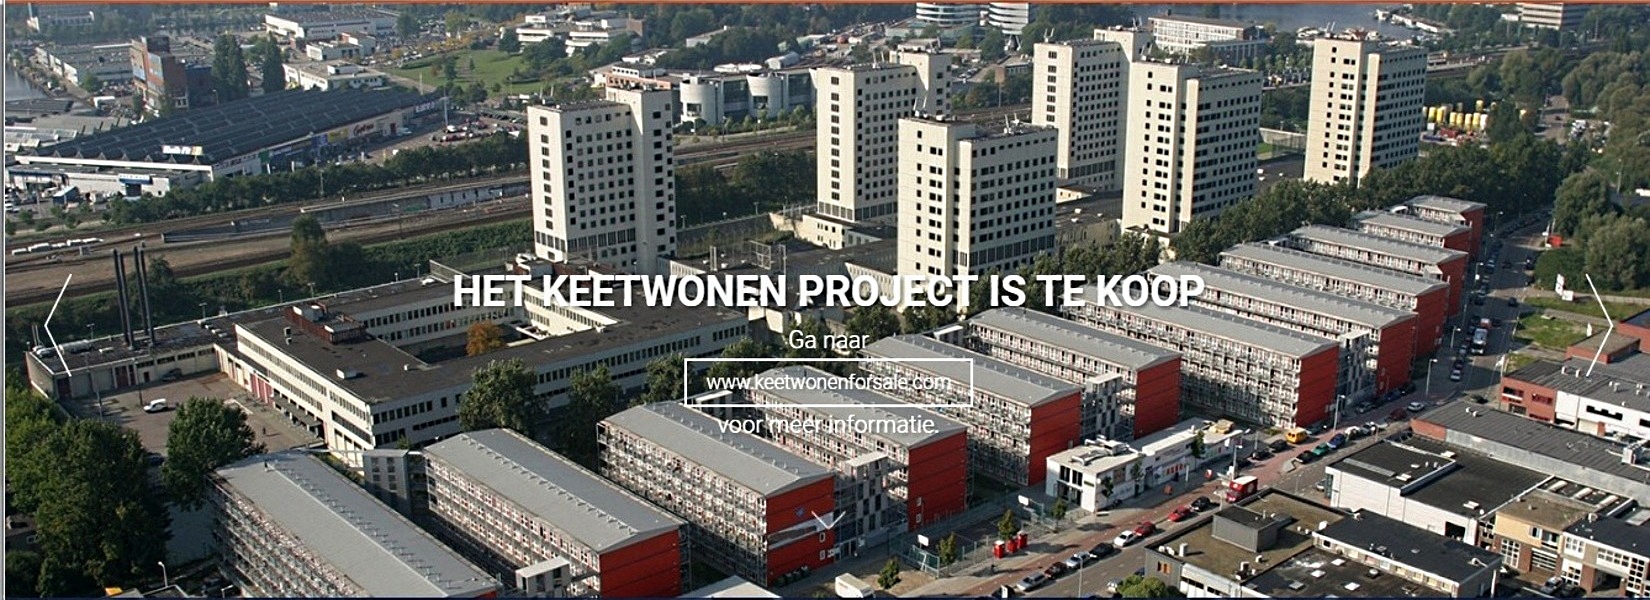 HET KEETWONEN PROJECT IS TE KOOP
Ga naar
www.keetwonenforsale.com
voor meer informatie.